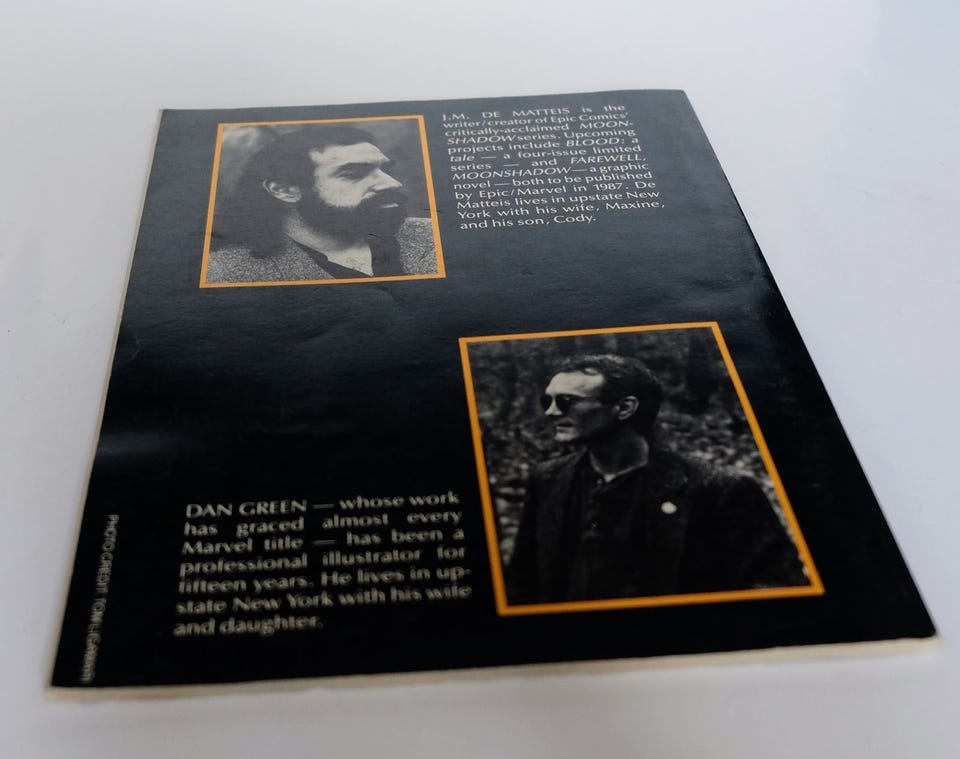 J.M. DE MATTEIS is the
writer/creator of Epic Comics'
critically-acclaimed MOON-
SHADOW series. Upcoming
projects include BLOOD: a
tale — a four-issue limited
series — and FAREWELL,
MOONSHADOW — a graphic
novel — both to be published
by Epic/Marvel in 1987. De
Matteis lives in upstate New
York with his wife, Maxine,
and his son, Cody.
DAN GREEN — whose work
has graced almost every
Marvel title — has been a
professional illustrator for
fifteen years. He lives in up-
state New York with his wife
and daughter.
PHOTO CREDIT TOM